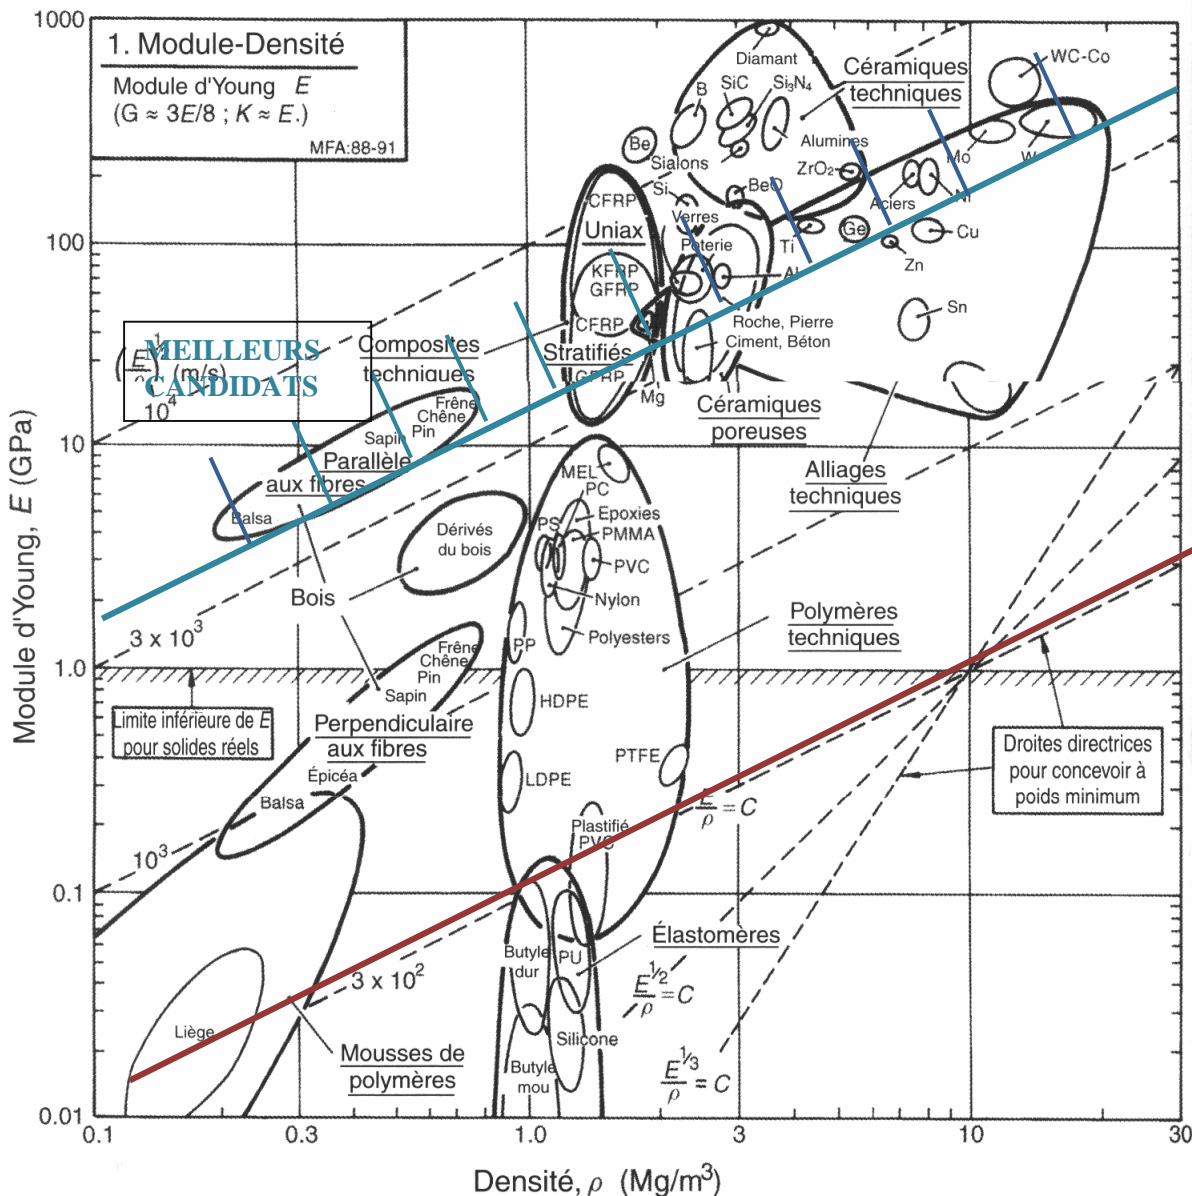 1000
1. Module-Densité
Module d'Young E
(G ≈ 3E/8 ; K ≈ E.)
MFA:88-91
Diamant
Céramiques
techniques
WC-Co
B
SiC
Si₃N₄
Be
Sialons
Alumines
Mo
W
ZrO₂
CFRP
Si
BeO
Aciers
Ni
Uniax
Verres
Poterie
100
Ti
Ge
Cu
Zn
Al
KFRP
GFRP
CFRP
Sn
Roche, Pierre
Ciment, Béton
MEILLEURS
CANDIDATS
(m/s)
10⁴
Composites
techniques
Stratifiés
GFRP
Mg
Céramiques
poreuses
Frêne
Chêne
Pin
Sapin
10
Parallèle
aux fibres
Balsa
Alliages
techniques
MEL
PC
Epoxies
PS
PMMA
PVC
Nylon
Polyesters
Dérivés
du bois
Bois
Polymères
techniques
3 x 10³
PP
1.0
Frêne
Chêne
Pin
Sapin
HDPE
Limite inférieure de E
pour solides réels
Perpendiculaire
aux fibres
PTFE
LDPE
Droites directrices
pour concevoir à
poids minimum
Épicéa
Balsa
E/ρ = C
Plastifié
PVC
10³
0.1
Élastomères
Butyle
dur
PU
3 x 10²
E^1/2/ρ = C
Liège
Silicone
Mousses de
polymères
Butyle
mou
E^1/3/ρ = C
0.01
0.1
0.3
1.0
3
10
30
Module d'Young, E (GPa)
Densité, ρ (Mg/m³)